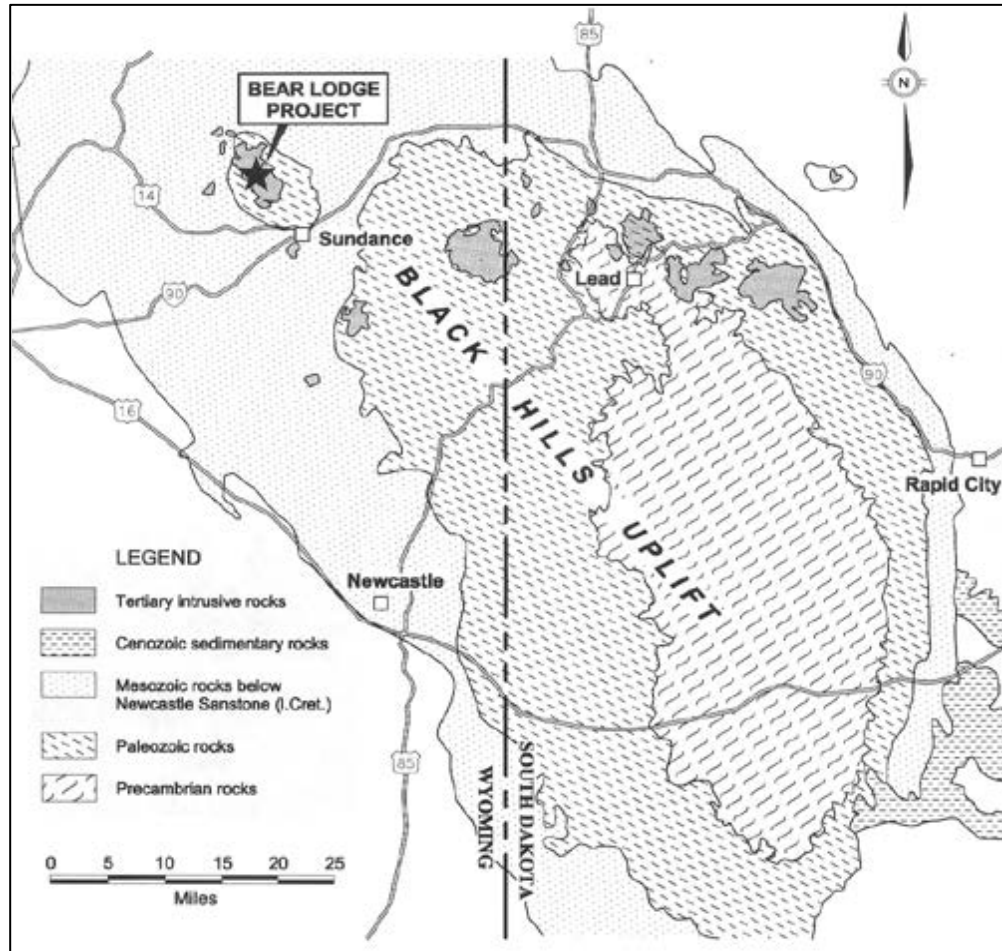 85
N
BEAR LODGE
PROJECT
14
Sundance
Lead
90
BLACK
HILLS
UPLIFT
16
90
Rapid City
Newcastle
LEGEND
Tertiary intrusive rocks
Cenozoic sedimentary rocks
Mesozoic rocks below
Newcastle Sanstone (l.Cret.)
Paleozoic rocks
Precambrian rocks
85
WYOMING
SOUTH DAKOTA
0 5 10 15 20 25
Miles